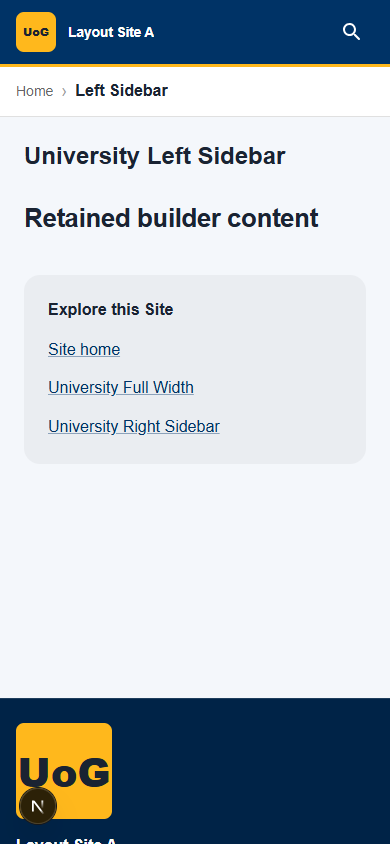 UoG Layout Site A
Home › Left Sidebar
University Left Sidebar
Retained builder content
Explore this Site
Site home
University Full Width
University Right Sidebar
UoG
N
Layout Site A